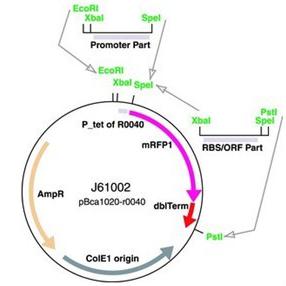 EcoRI
XbaI SpeI
Promoter Part
EcoRI
XbaI SpeI
PstI
XbaI SpeI
RBS/ORF Part
P_tet of R0040
mRFP1
AmpR
J61002
pBca1020-r0040
dblTerm
PstI
ColE1 origin